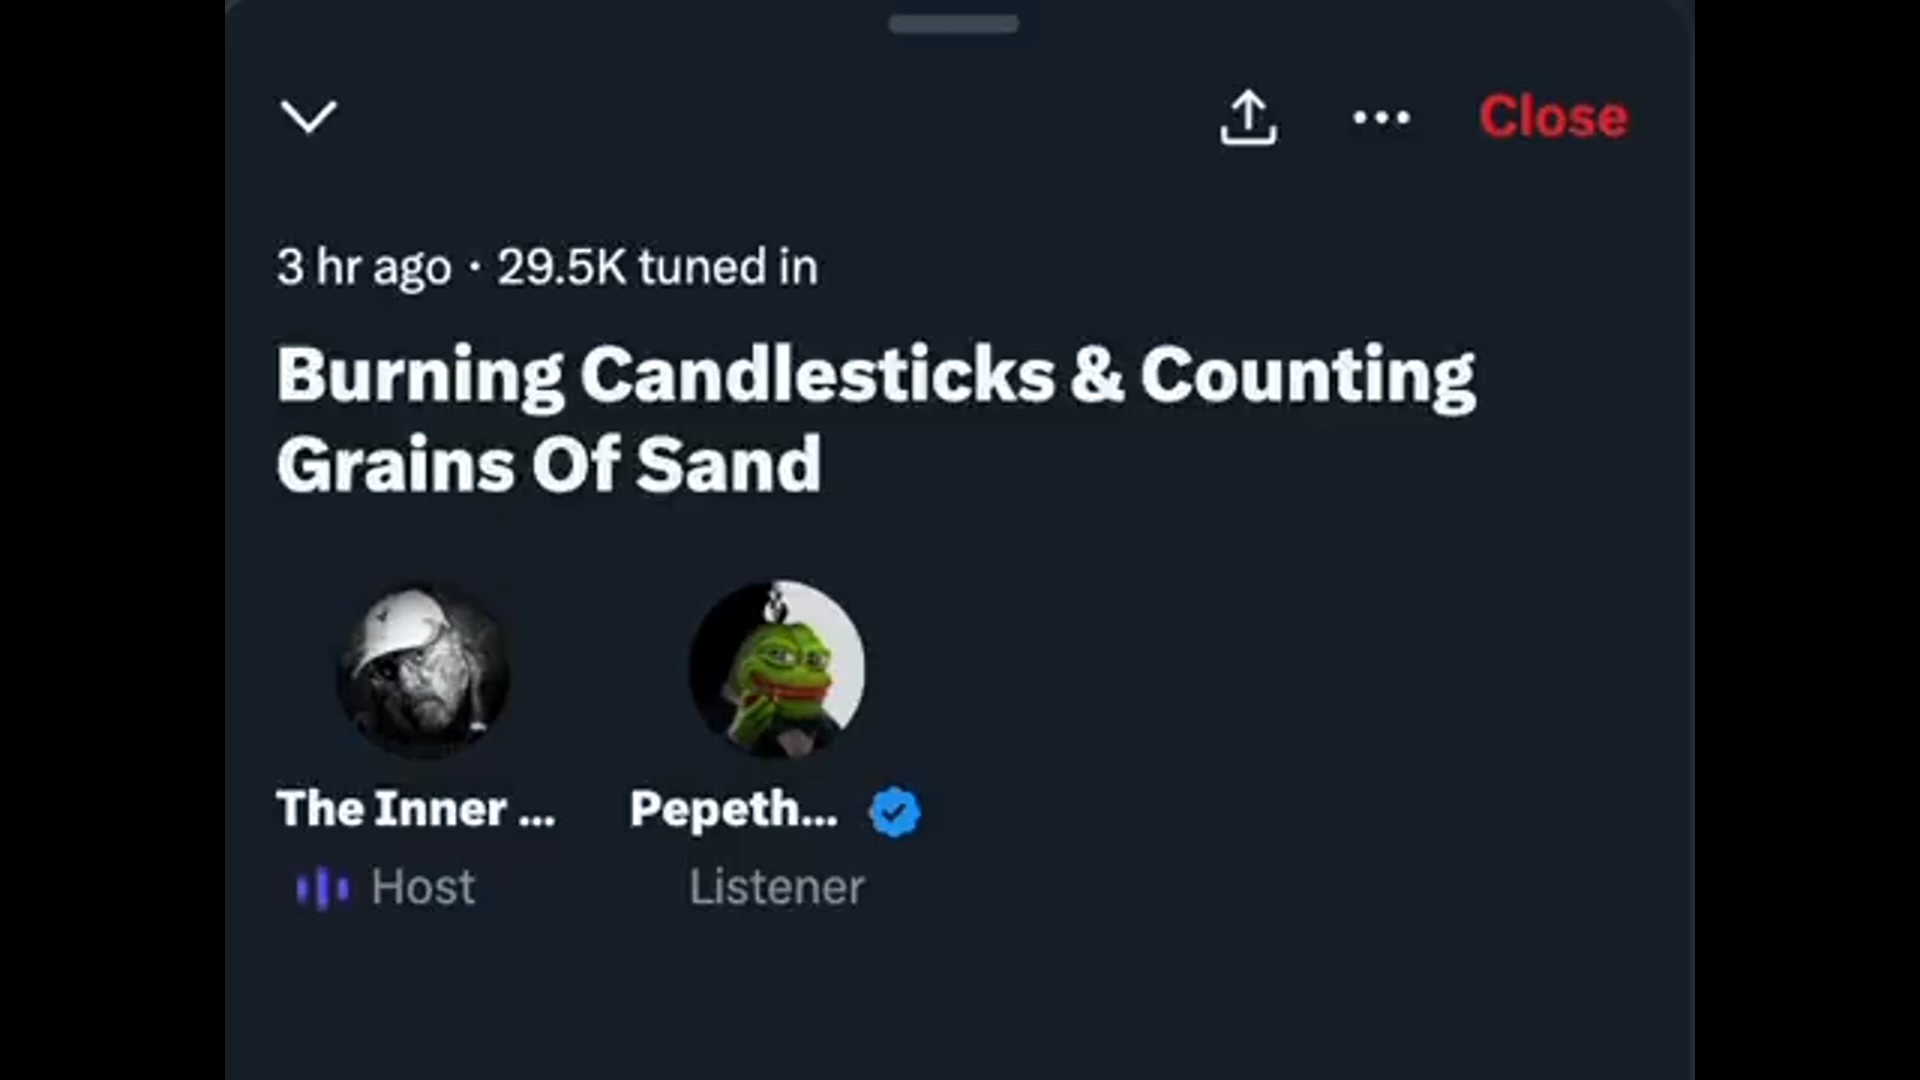 Close
3 hr ago · 29.5K tuned in
Burning Candlesticks & Counting
Grains Of Sand
The Inner ...
Pepeth...
Host
Listener